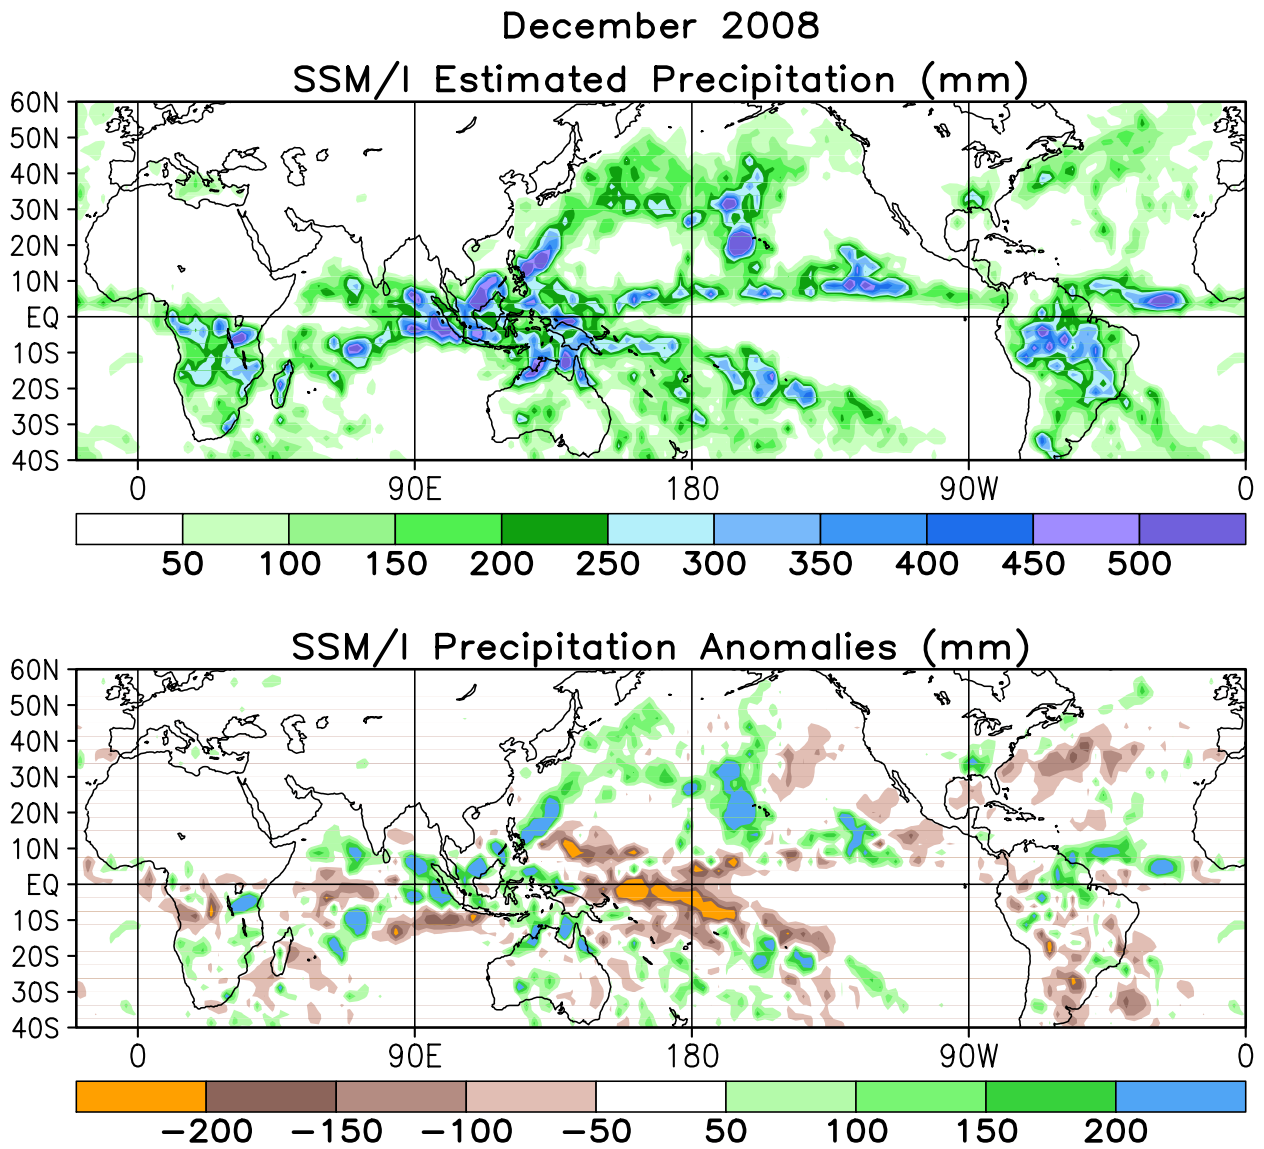 December 2008
SSM/I Estimated Precipitation (mm)
60N
50N
40N
30N
20N
10N
EQ
10S
20S
30S
40S
0 90E 180 90W 0
50 100 150 200 250 300 350 400 450 500
SSM/I Precipitation Anomalies (mm)
60N
50N
40N
30N
20N
10N
EQ
10S
20S
30S
40S
0 90E 180 90W 0
−200 −150 −100 −50 50 100 150 200